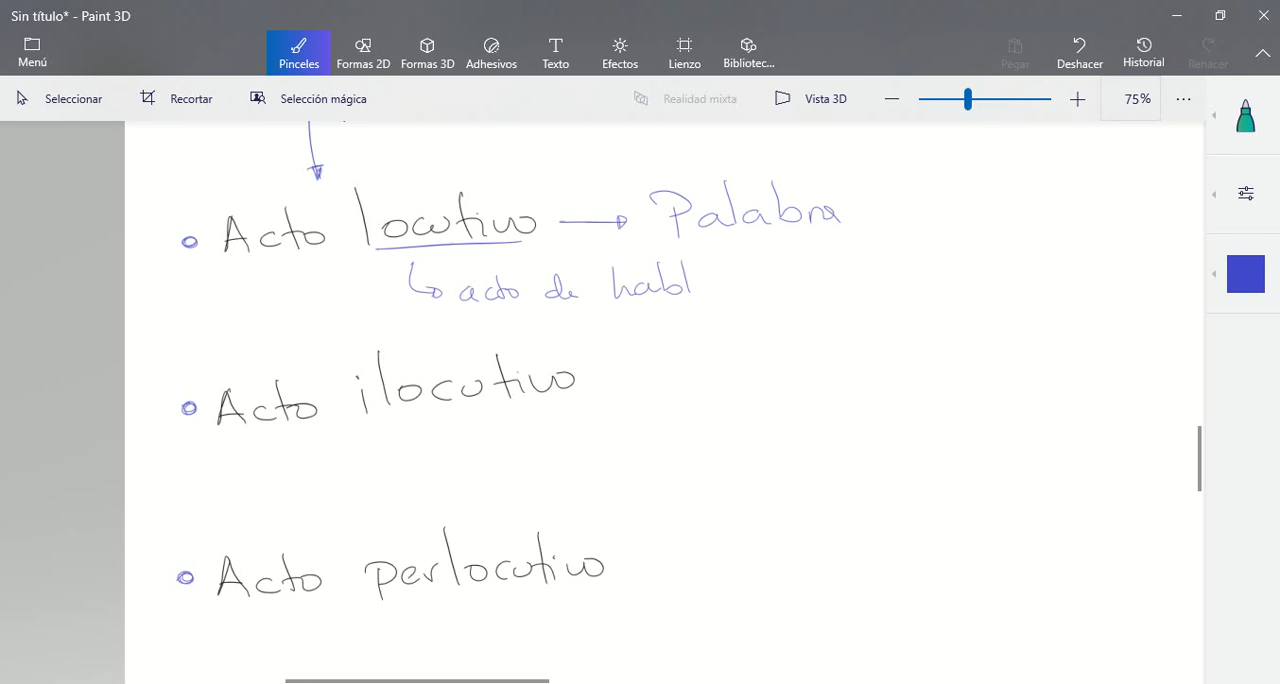 Sin título* - Paint 3D
Menú
Pinceles
Formas 2D
Formas 3D
Adhesivos
Texto
Efectos
Lienzo
Bibliotec...
Pegar
Deshacer
Historial
Rehacer
Seleccionar
Recortar
Selección mágica
Realidad mixta
Vista 3D
75%
Acto locutivo → Palabra
↳ acto de habl
Acto ilocutivo
Acto perlocutivo